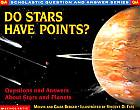 SCHOLASTIC QUESTION AND ANSWER SERIES
DO STARS
HAVE POINTS?
Questions and Answers
About Stars and Planets
MELVIN AND GILDA BERGER
ILLUSTRATED BY VINCENT DI FATE